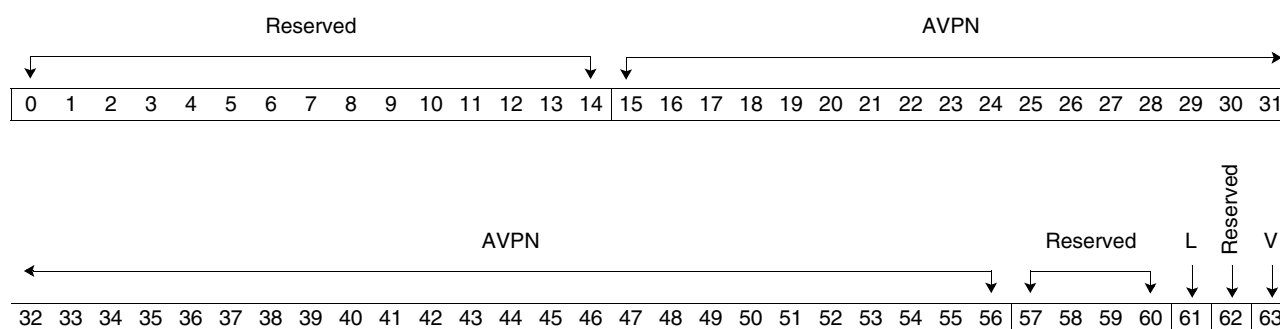 Reserved AVPN
0 1 2 3 4 5 6 7 8 9 10 11 12 13 14 15 16 17 18 19 20 21 22 23 24 25 26 27 28 29 30 31
Reserved
AVPN Reserved L V
32 33 34 35 36 37 38 39 40 41 42 43 44 45 46 47 48 49 50 51 52 53 54 55 56 57 58 59 60 61 62 63